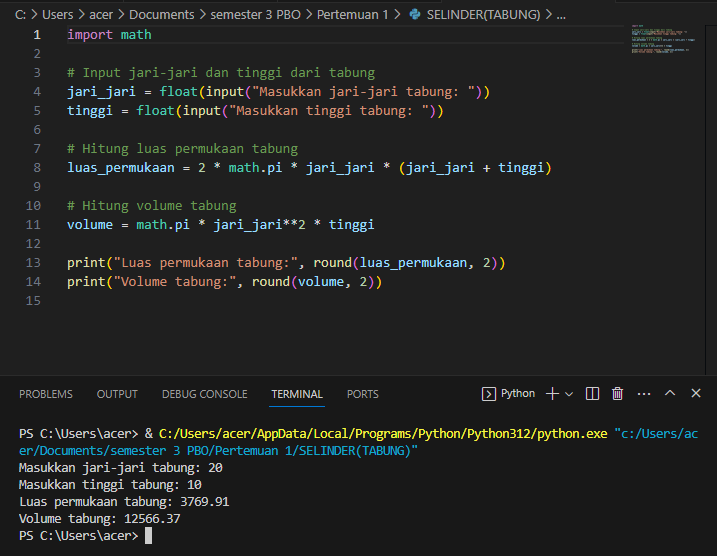 C: > Users > acer > Documents > semester 3 PBO > Pertemuan 1 > SELINDER(TABUNG) > ...
1 import math
2
3 # Input jari-jari dan tinggi dari tabung
4 jari_jari = float(input("Masukkan jari-jari tabung: "))
5 tinggi = float(input("Masukkan tinggi tabung: "))
6
7 # Hitung luas permukaan tabung
8 luas_permukaan = 2 * math.pi * jari_jari * (jari_jari + tinggi)
9
10 # Hitung volume tabung
11 volume = math.pi * jari_jari**2 * tinggi
12
13 print("Luas permukaan tabung:", round(luas_permukaan, 2))
14 print("Volume tabung:", round(volume, 2))
15
PROBLEMS OUTPUT DEBUG CONSOLE TERMINAL PORTS Python
PS C:\Users\acer> & C:/Users/acer/AppData/Local/Programs/Python/Python312/python.exe "c:/Users/ac
er/Documents/semester 3 PBO/Pertemuan 1/SELINDER(TABUNG)"
Masukkan jari-jari tabung: 20
Masukkan tinggi tabung: 10
Luas permukaan tabung: 3769.91
Volume tabung: 12566.37
PS C:\Users\acer>